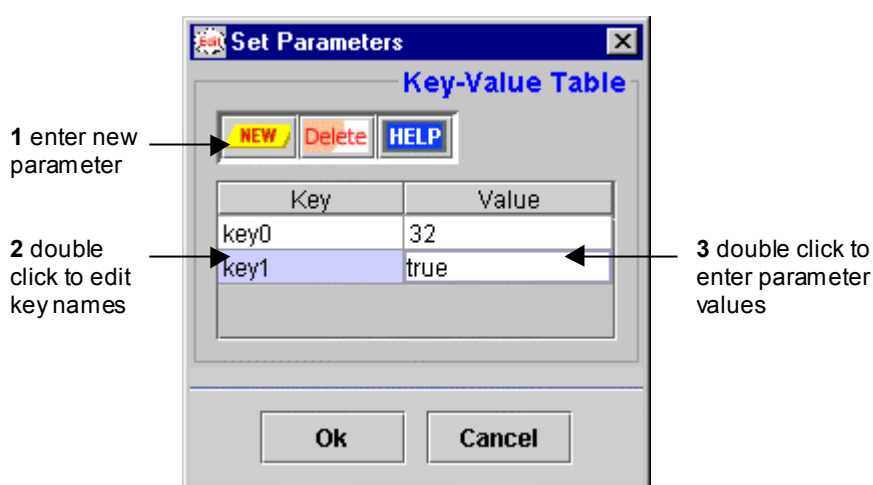 Edit Set Parameters
Key-Value Table
NEW Delete HELP
1 enter new
parameter
Key Value
key0 32
key1 true
2 double
click to edit
key names
3 double click to
enter parameter
values
Ok Cancel